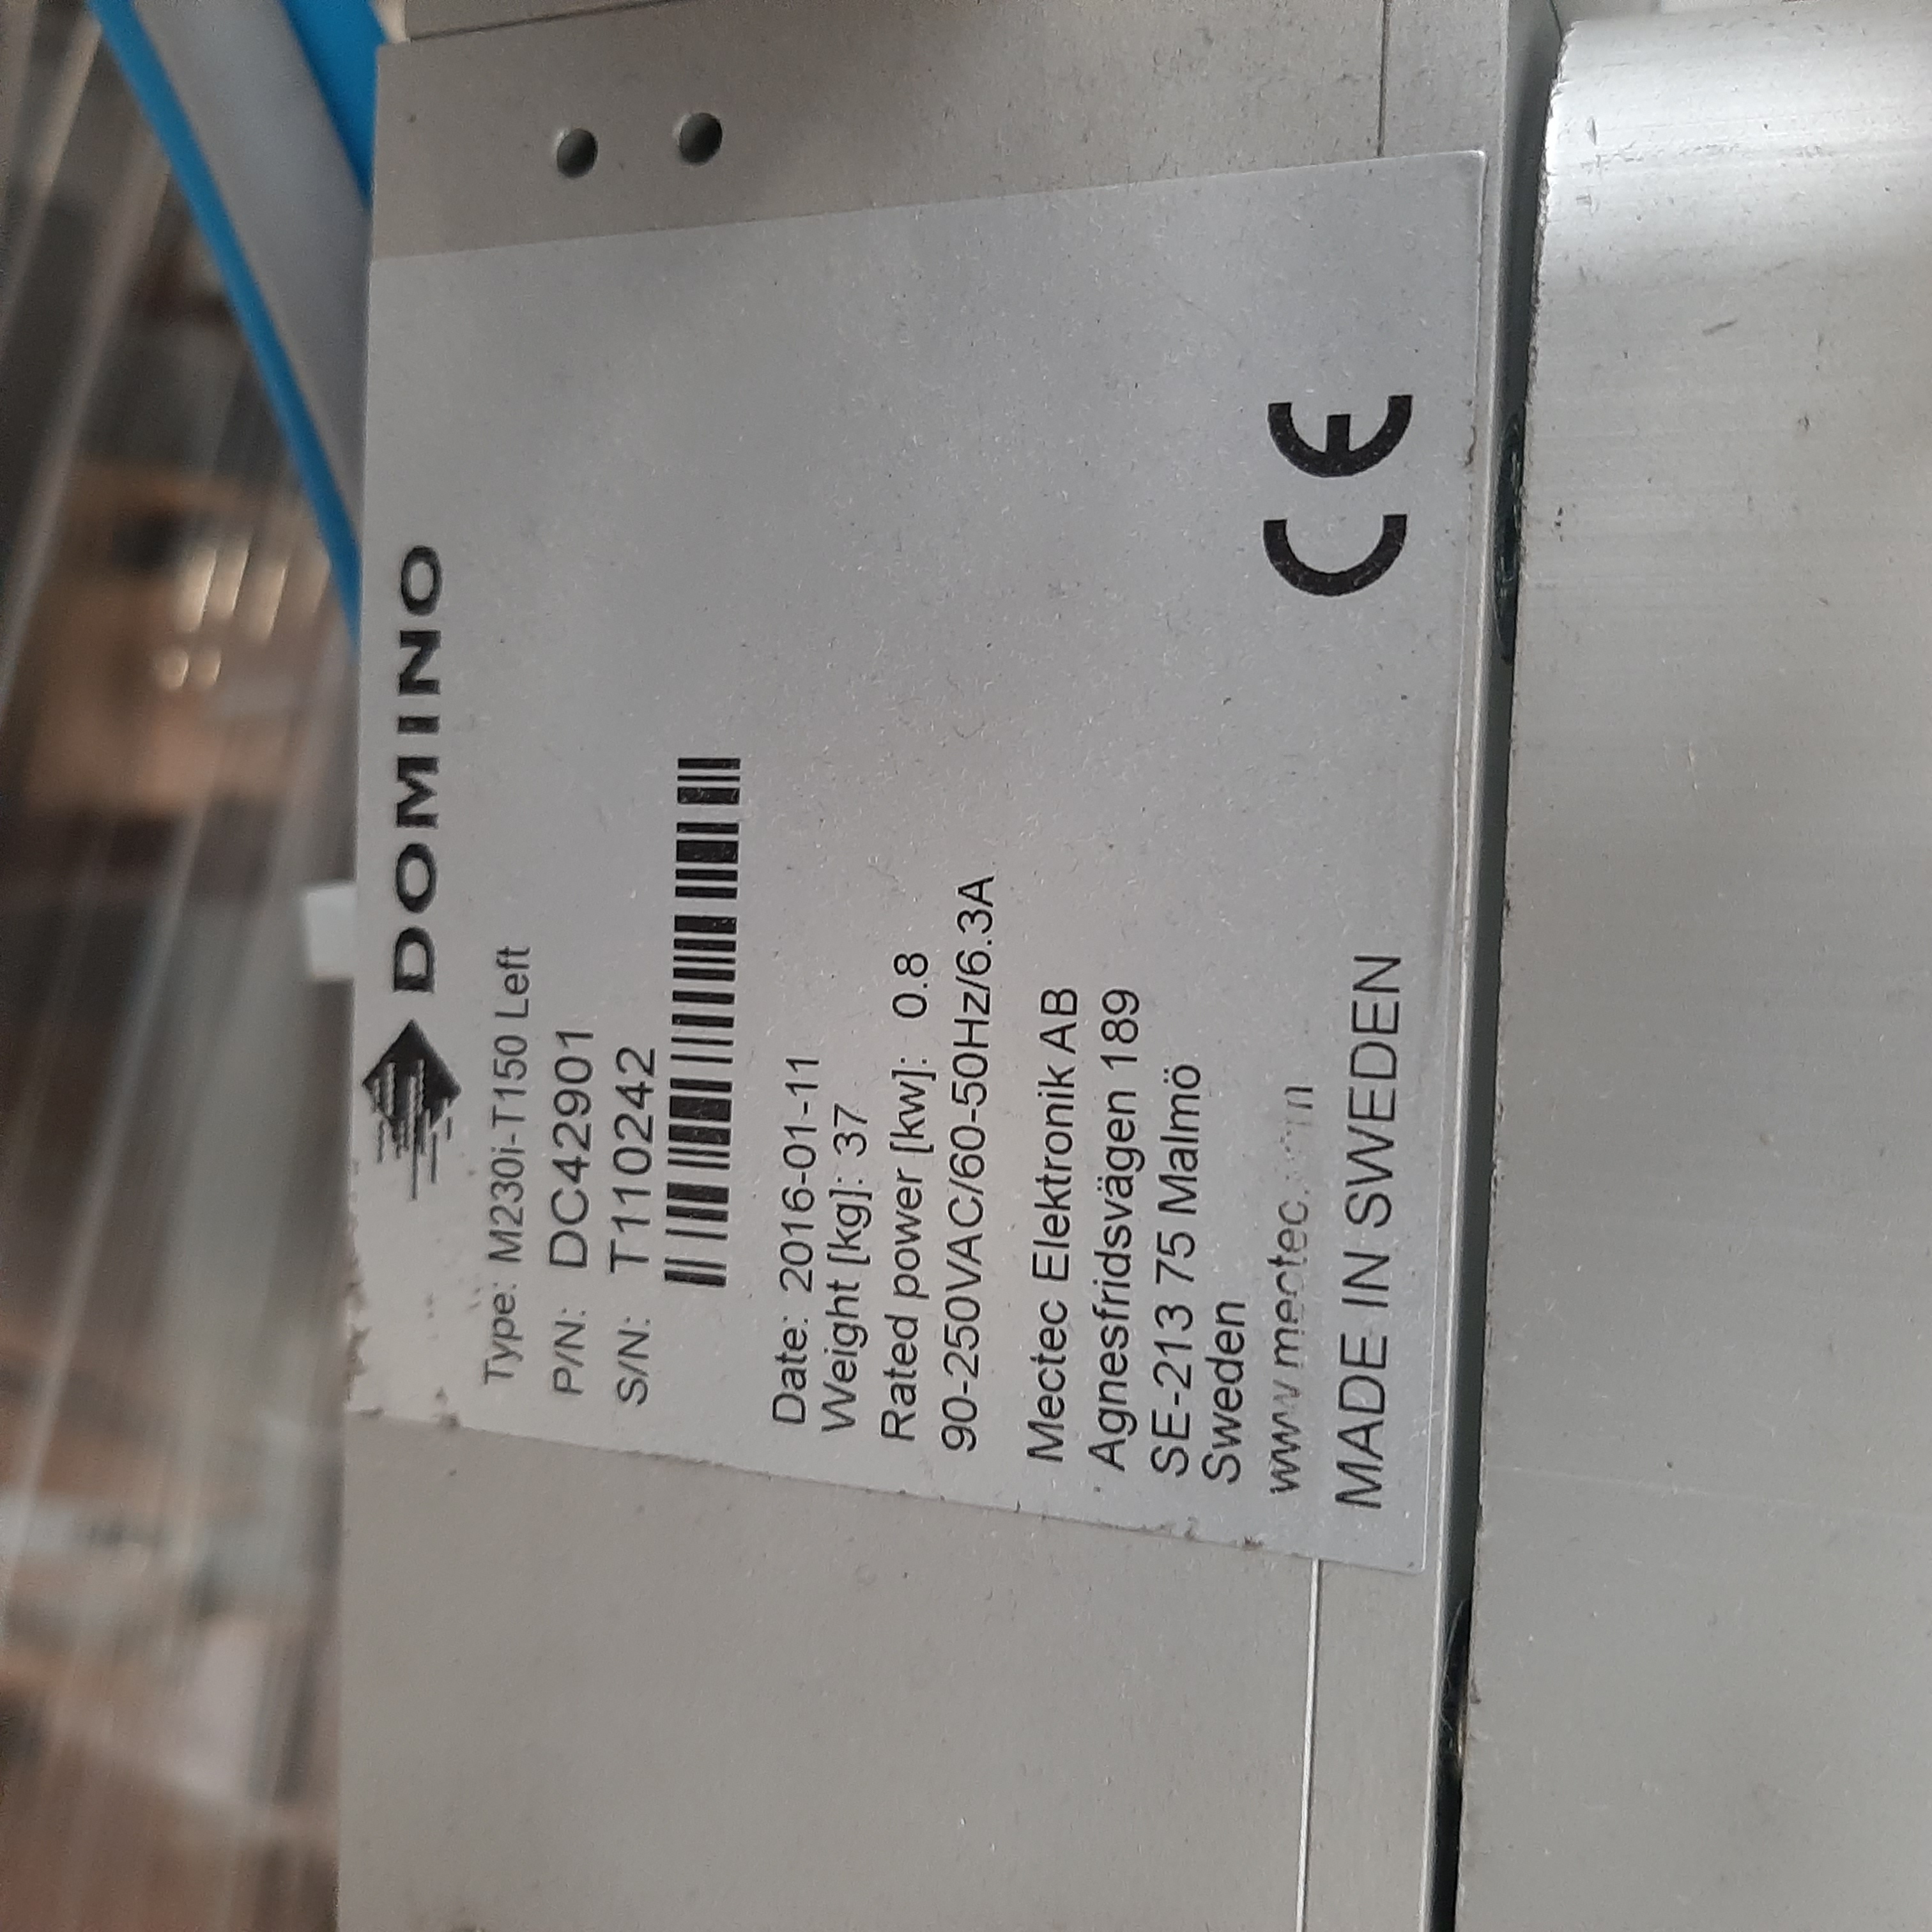 DOMINO
Type: M230i-T150 Left
P/N: DC42901
S/N: T110242
Date: 2016-01-11
Weight [kg]: 37
Rated power [kw]: 0.8
90-250VAC/60-50Hz/6.3A
Mectec Elektronik AB
Agnesfridsvägen 189
SE-213 75 Malmö
Sweden
MADE IN SWEDEN
CE